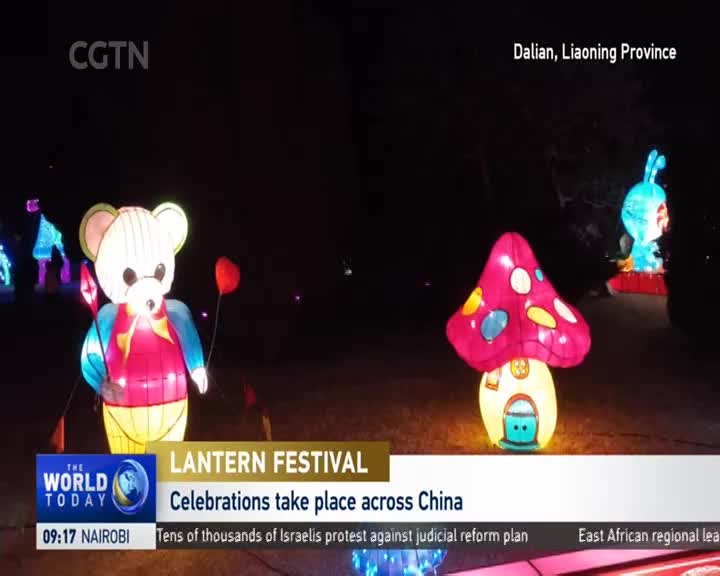 CGTN
Dalian, Liaoning Province
LANTERN FESTIVAL
THE WORLD TODAY
Celebrations take place across China
09:17 NAIROBI
Tens of thousands of Israelis protest against judicial reform plan East African regional lea